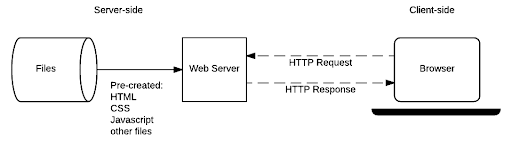 Server-side
Client-side
Files
Web Server
Browser
HTTP Request
HTTP Response
Pre-created:
HTML
CSS
Javascript
other files